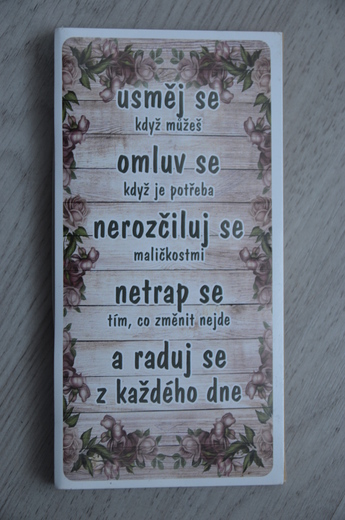 usměj se
když můžeš
omluv se
když je potřeba
nerozčiluj se
maličkostmi
netrap se
tím, co změnit nejde
a raduj se
z každého dne